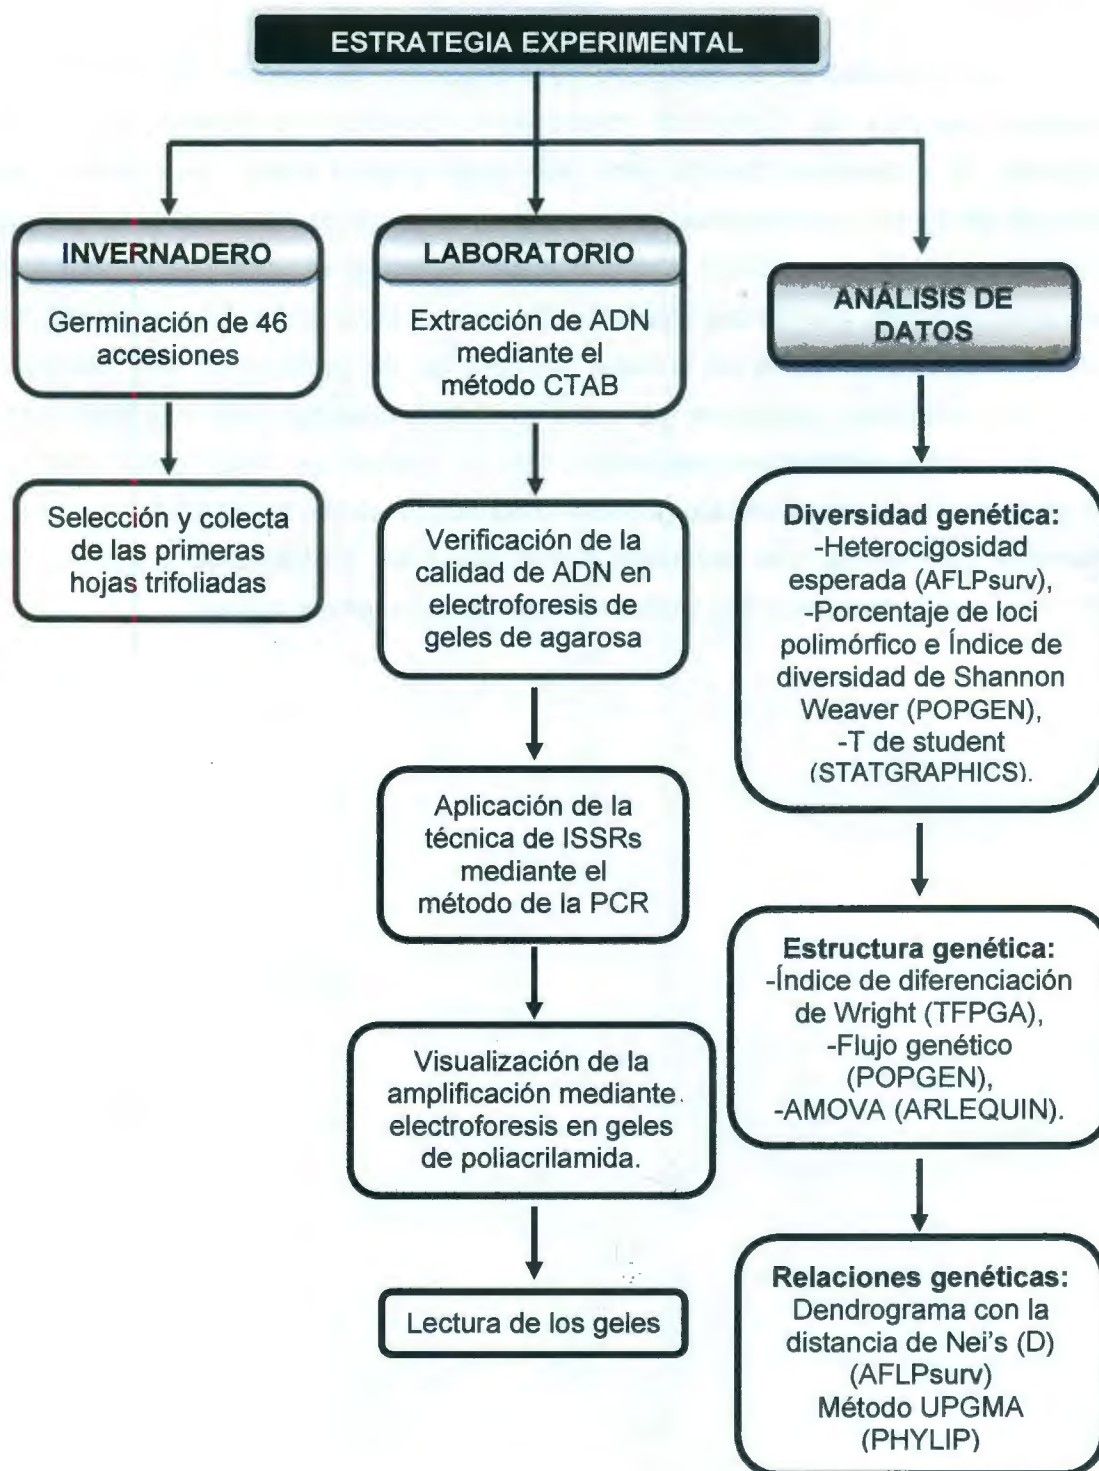 ESTRATEGIA EXPERIMENTAL
INVERNADERO
Germinación de 46
accesiones
Selección y colecta
de las primeras
hojas trifoliadas
LABORATORIO
Extracción de ADN
mediante el
método CTAB
Verificación de la
calidad de ADN en
electroforesis de
geles de agarosa
Aplicación de la
técnica de ISSRs
mediante el
método de la PCR
Visualización de la
amplificación mediante
electroforesis en geles
de poliacrilamida.
Lectura de los geles
ANÁLISIS DE
DATOS
Diversidad genética:
-Heterocigosidad
esperada (AFLPsurv),
-Porcentaje de loci
polimórfico e Índice de
diversidad de Shannon
Weaver (POPGEN),
-T de student
(STATGRAPHICS).
Estructura genética:
-Índice de diferenciación
de Wright (TFPGA),
-Flujo genético
(POPGEN),
-AMOVA (ARLEQUIN).
Relaciones genéticas:
Dendrograma con la
distancia de Nei's (D)
(AFLPsurv)
Método UPGMA
(PHYLIP)